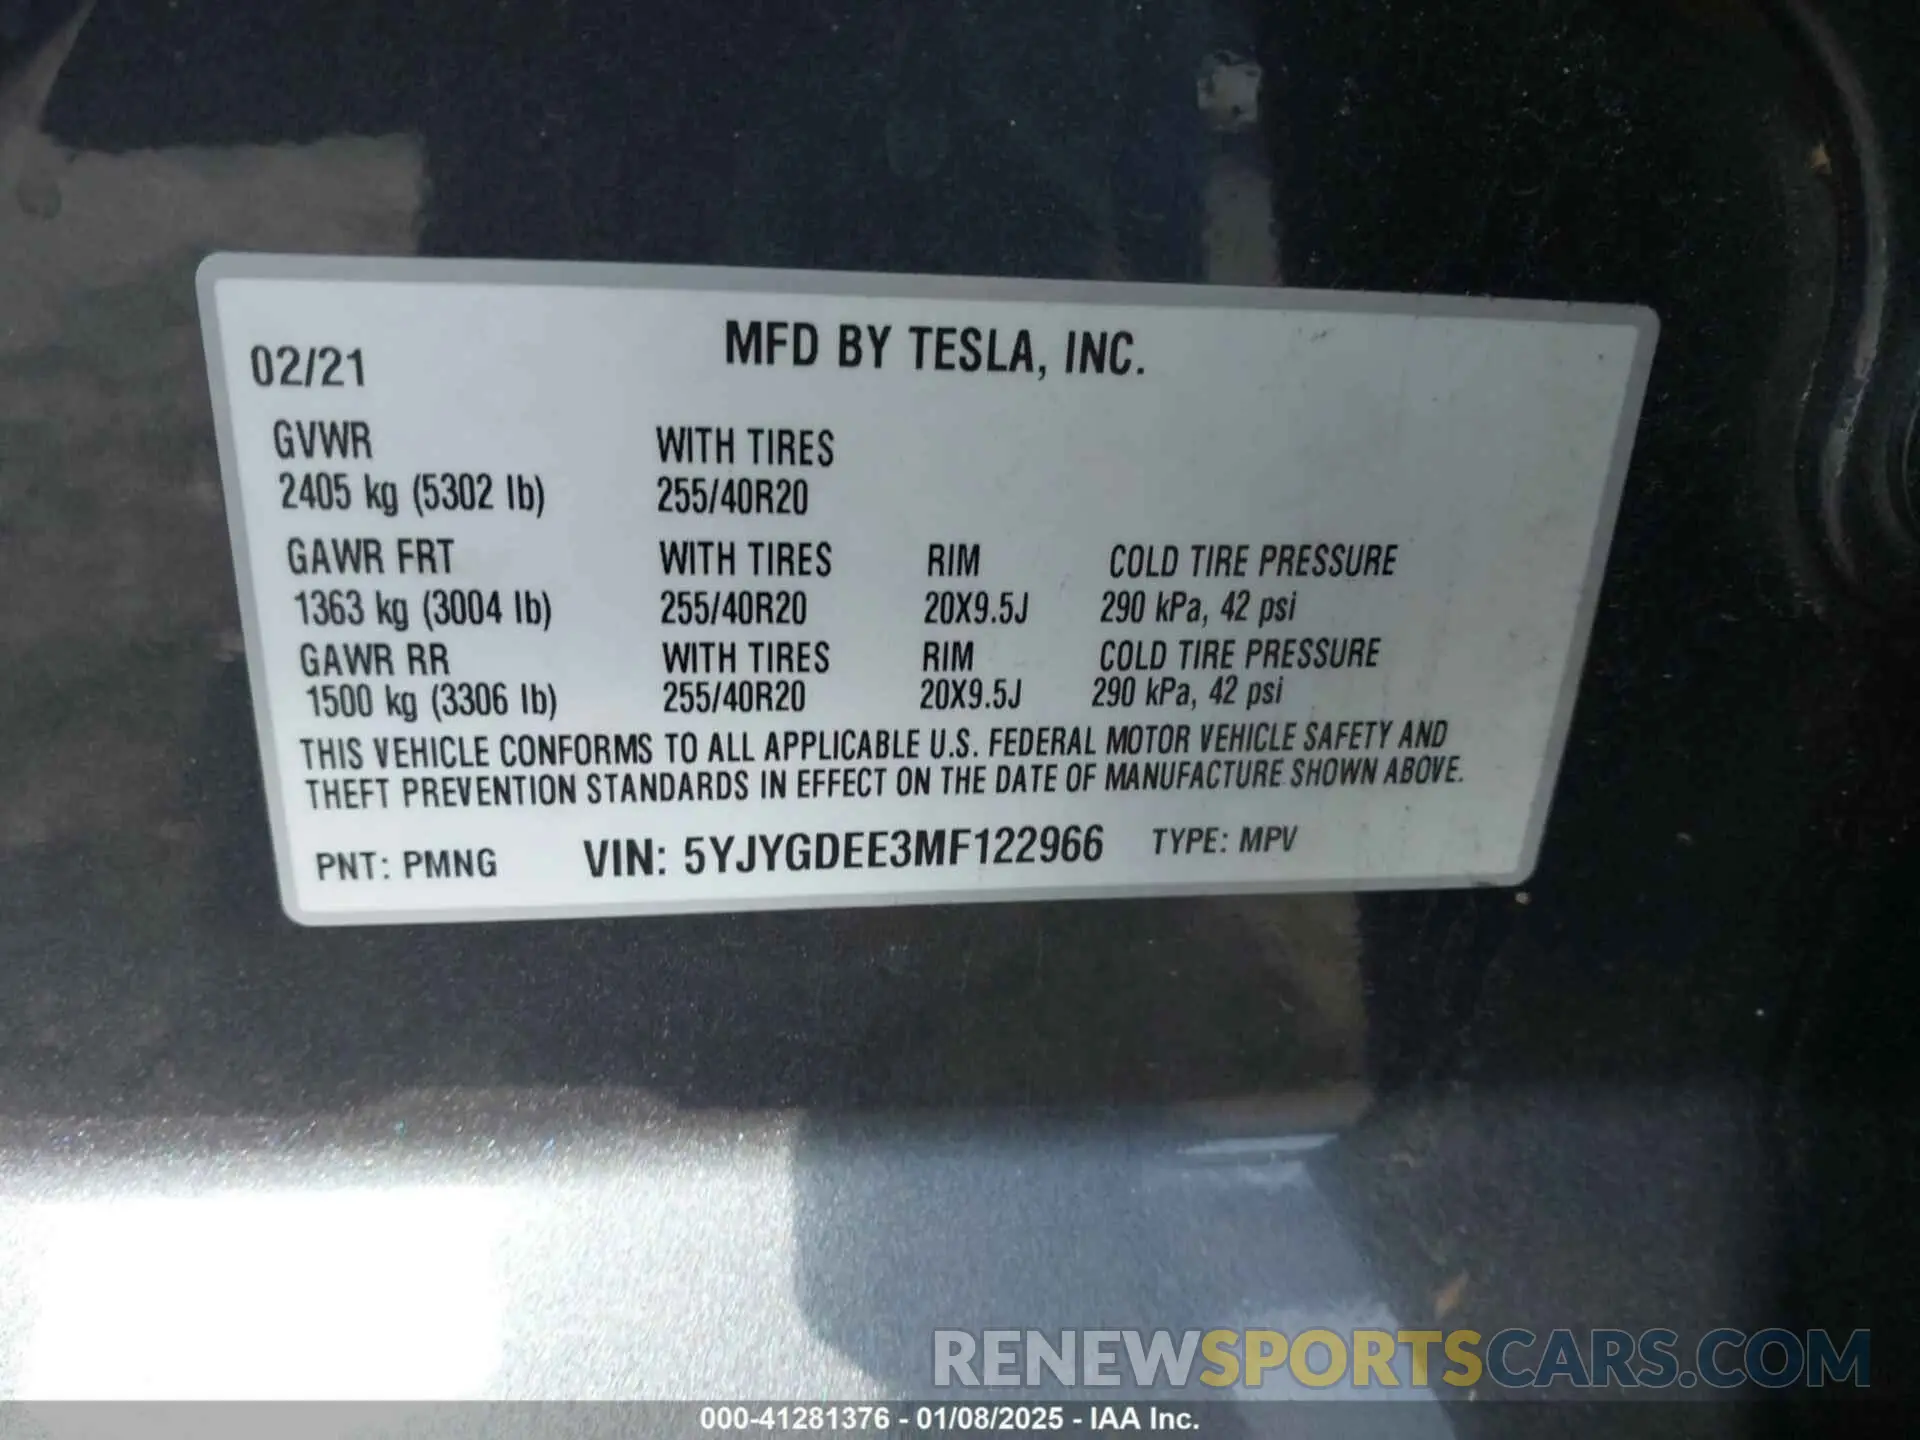 02/21 MFD BY TESLA, INC.
GVWR WITH TIRES
2405 kg (5302 lb) 255/40R20
GAWR FRT WITH TIRES RIM COLD TIRE PRESSURE
1363 kg (3004 lb) 255/40R20 20X9.5J 290 kPa, 42 psi
GAWR RR WITH TIRES RIM COLD TIRE PRESSURE
1500 kg (3306 lb) 255/40R20 20X9.5J 290 kPa, 42 psi
THIS VEHICLE CONFORMS TO ALL APPLICABLE U.S. FEDERAL MOTOR VEHICLE SAFETY AND
THEFT PREVENTION STANDARDS IN EFFECT ON THE DATE OF MANUFACTURE SHOWN ABOVE.
PNT: PMNG VIN: 5YJYGDEE3MF122966 TYPE: MPV
RENEWSPORTSCARS.COM
000-41281376 - 01/08/2025 - IAA Inc.